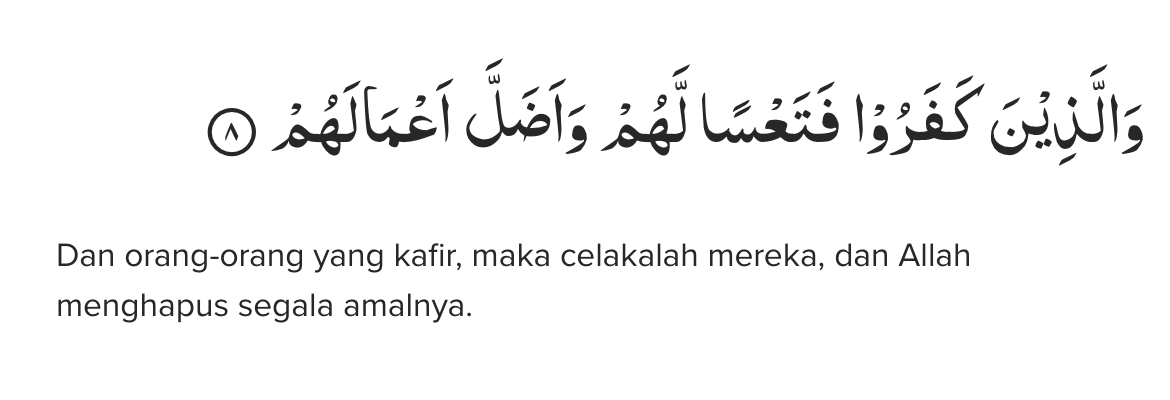 وَالَّذِيْنَ كَفَرُوْا فَتَعْسًا لَّهُمْ وَاَضَلَّ اَعْمَالَهُمْ ۝٨
Dan orang-orang yang kafir, maka celakalah mereka, dan Allah
menghapus segala amalnya.